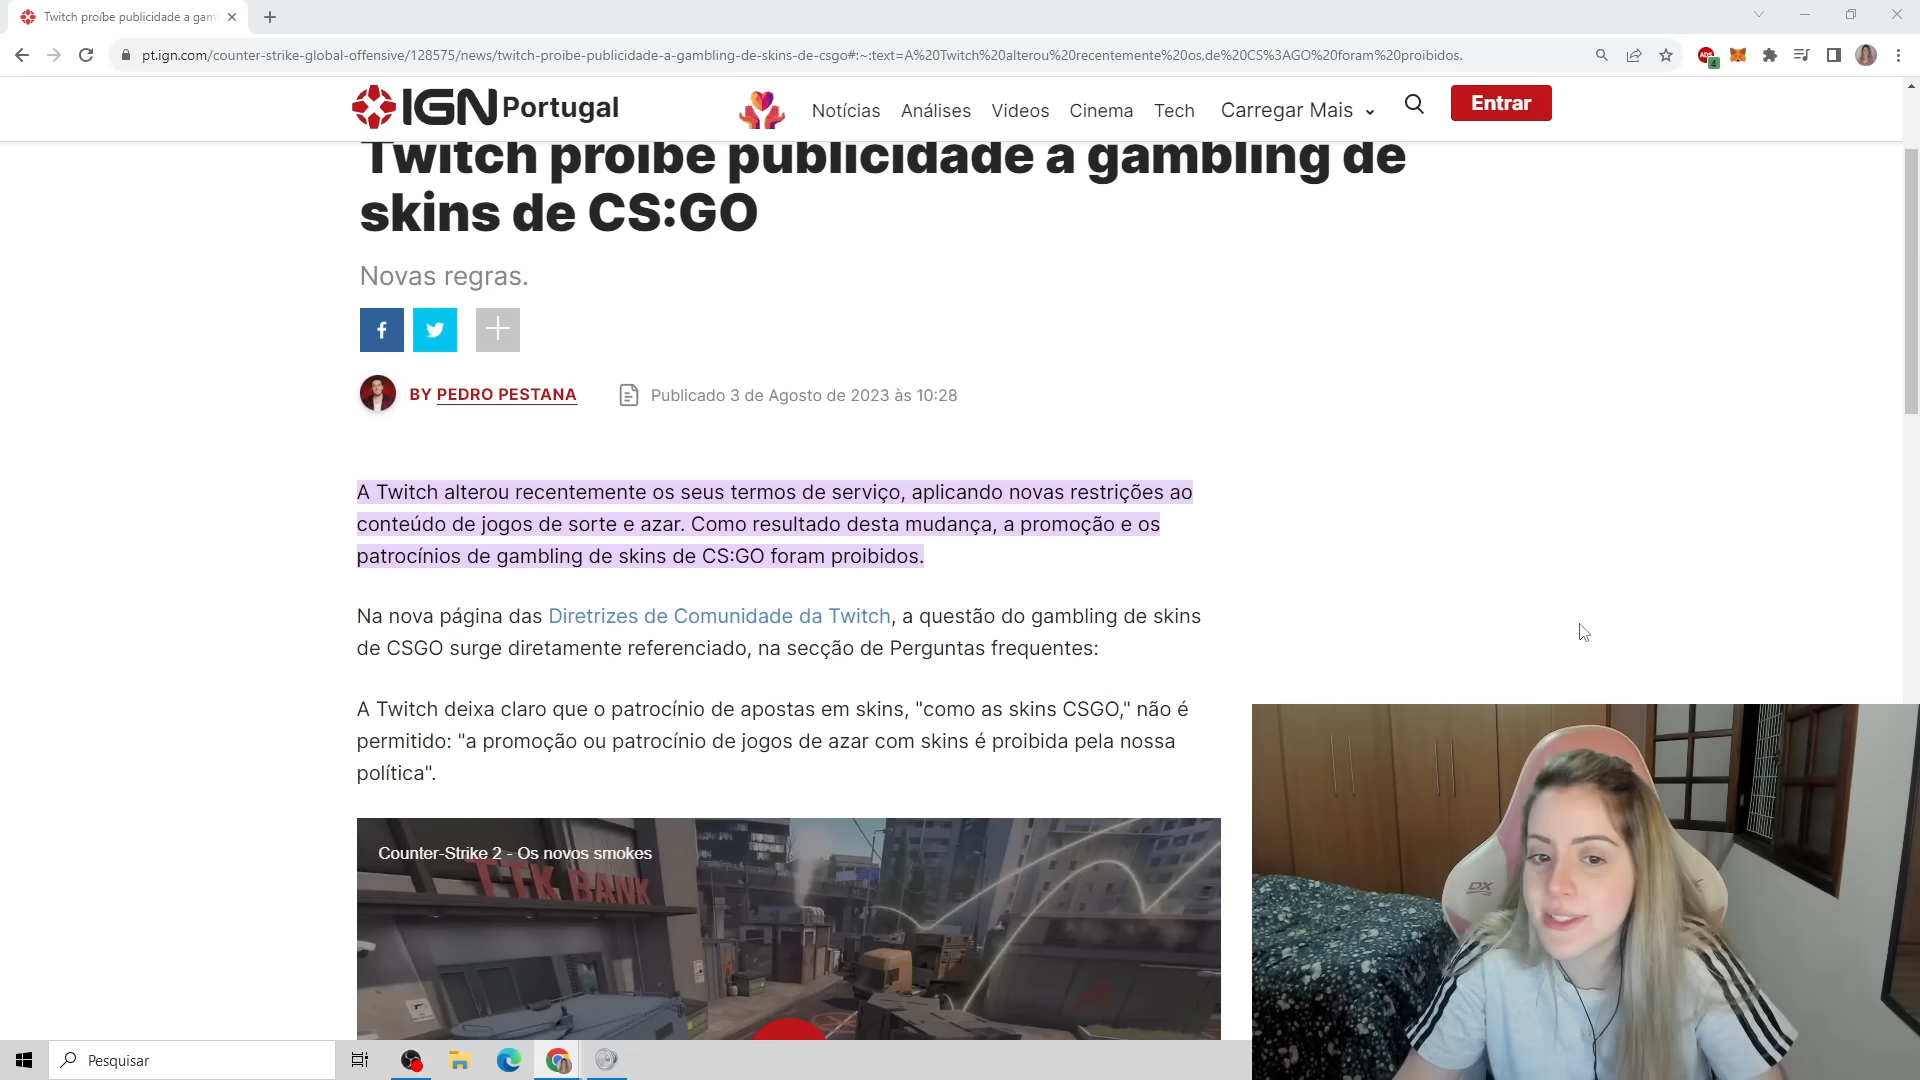 Twitch proíbe publicidade a gam
pt.ign.com/counter-strike-global-offensive/128575/news/twitch-proibe-publicidade-a-gambling-de-skins-de-csgo#:~:text=A%20Twitch%20alterou%20recentemente%20os,de%20CS%3AGO%20foram%20proibidos.
ADS
4
IGN Portugal
Notícias
Análises
Videos
Cinema
Tech
Carregar Mais
Entrar
Twitch proíbe publicidade a gambling de
skins de CS:GO
Novas regras.
BY PEDRO PESTANA
Publicado 3 de Agosto de 2023 às 10:28
A Twitch alterou recentemente os seus termos de serviço, aplicando novas restrições ao
conteúdo de jogos de sorte e azar. Como resultado desta mudança, a promoção e os
patrocínios de gambling de skins de CS:GO foram proibidos.
Na nova página das Diretrizes de Comunidade da Twitch, a questão do gambling de skins
de CSGO surge diretamente referenciado, na secção de Perguntas frequentes:
A Twitch deixa claro que o patrocínio de apostas em skins, "como as skins CSGO," não é
permitido: "a promoção ou patrocínio de jogos de azar com skins é proibida pela nossa
política".
Counter-Strike 2 - Os novos smokes
TTK BANK
DX
Pesquisar